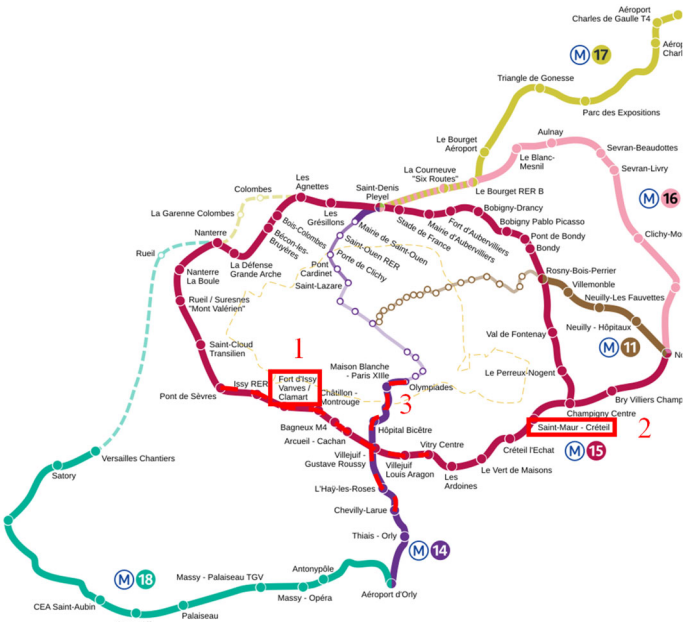 Aéroport
Charles de Gaulle T4
Aérop
Charl
M 17
Triangle de Gonesse
Parc des Expositions
Le Bourget
Aéroport
Aulnay
Sevran-Beaudottes
Le Blanc-
Mesnil
Sevran-Livry
La Courneuve
"Six Routes"
Le Bourget RER B
M 16
Les
Agnettes
Saint-Denis
Pleyel
Colombes
La Garenne Colombes
Les
Grésillons
Bobigny-Drancy
Fort d'Aubervilliers
Mairie d'Aubervilliers
Stade de France
Bobigny Pablo Picasso
Pont de Bondy
Bondy
Nanterre
Bois-Colombes
Bécon-les-
Bruyères
Mairie de Saint-Ouen
Saint-Ouen RER
Porte de Clichy
Clichy-Mo
Rueil
La Défense
Grande Arche
Pont
Cardinet
Saint-Lazare
Nanterre
La Boule
Rosny-Bois-Perrier
Villemonble
Neuilly-Les Fauvettes
Rueil / Suresnes
"Mont Valérien"
Neuilly - Hôpitaux
Val de Fontenay
M 11
Saint-Cloud
Transilien
1
No
Maison Blanche
- Paris XIIIe
Le Perreux-Nogent
Issy RER
Fort d'Issy
Vanves /
Clamart
Châtillon -
Montrouge
Olympiades
Pont de Sèvres
3
Bry Villiers Champ
Champigny Centre
Saint-Maur - Créteil
2
Bagneux M4
Hôpital Bicêtre
Arcueil - Cachan
Vitry Centre
Créteil l'Echat
M 15
Versailles Chantiers
Villejuif -
Gustave Roussy
Villejuif
Louis Aragon
Les
Ardoines
Le Vert de Maisons
Satory
L'Haÿ-les-Roses
Chevilly-Larue
Thiais - Orly
M 14
M 18
Massy - Palaiseau TGV
Antonypôle
CEA Saint-Aubin
Palaiseau
Massy - Opéra
Aéroport d'Orly